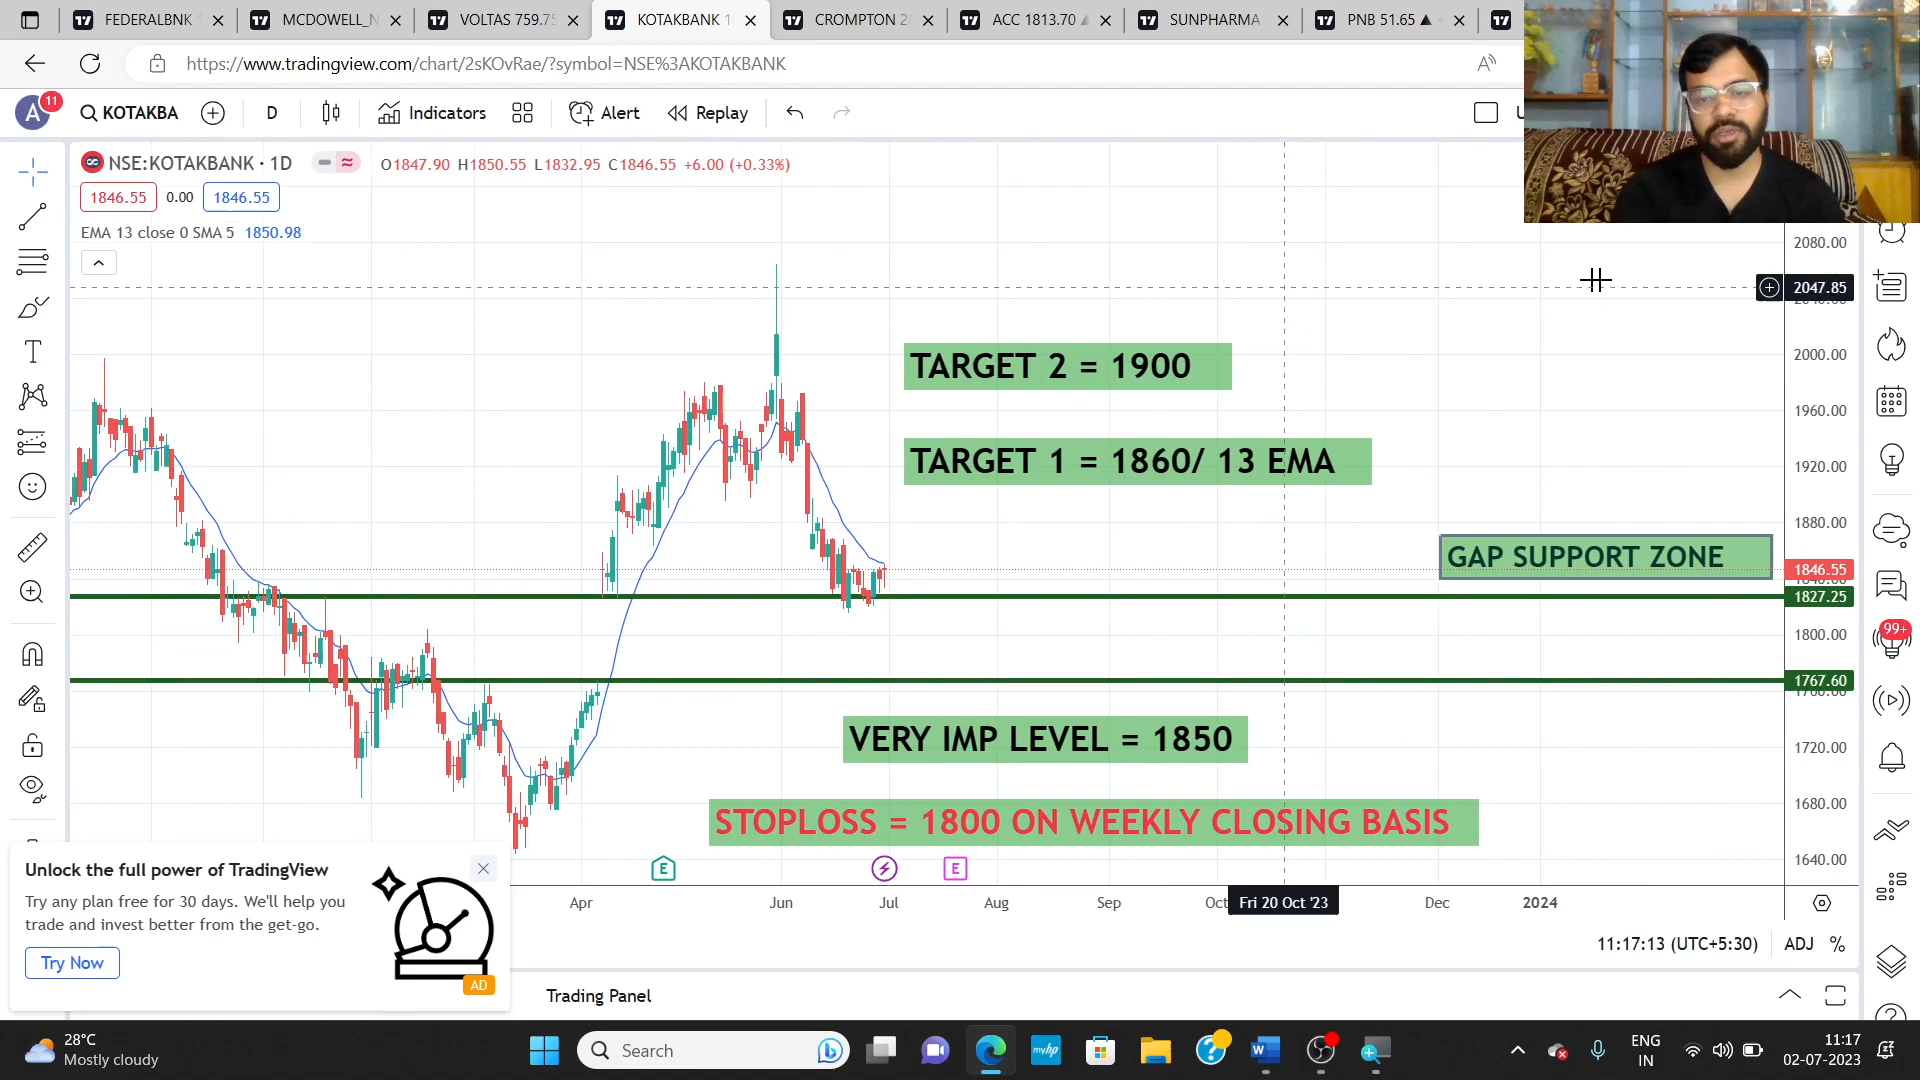 FEDERALBNK 1
MCDOWELL_N
VOLTAS 759.75
KOTAKBANK 1
CROMPTON 2
ACC 1813.70
SUNPHARMA
PNB 51.65 ▲
https://www.tradingview.com/chart/2sKOvRae/?symbol=NSE%3AKOTAKBANK
A 11 KOTAKBA D Indicators Alert Replay
NSE:KOTAKBANK · 1D O1847.90 H1850.55 L1832.95 C1846.55 +6.00 (+0.33%)
1846.55 0.00 1846.55
EMA 13 close 0 SMA 5 1850.98
2080.00
2047.85
2000.00
TARGET 2 = 1900
1960.00
TARGET 1 = 1860/ 13 EMA
1920.00
1880.00
GAP SUPPORT ZONE
1846.55
1827.25
1800.00
99+
1767.60
1760.00
VERY IMP LEVEL = 1850
1720.00
STOPLOSS = 1800 ON WEEKLY CLOSING BASIS
1680.00
1640.00
E E
Apr Jun Jul Aug Sep Oct Fri 20 Oct '23 Dec 2024
Unlock the full power of TradingView
Try any plan free for 30 days. We'll help you
trade and invest better from the get-go.
Try Now
AD
11:17:13 (UTC+5:30) ADJ %
Trading Panel
28°C
Mostly cloudy
Search
myhp
ENG
IN
11:17
02-07-2023